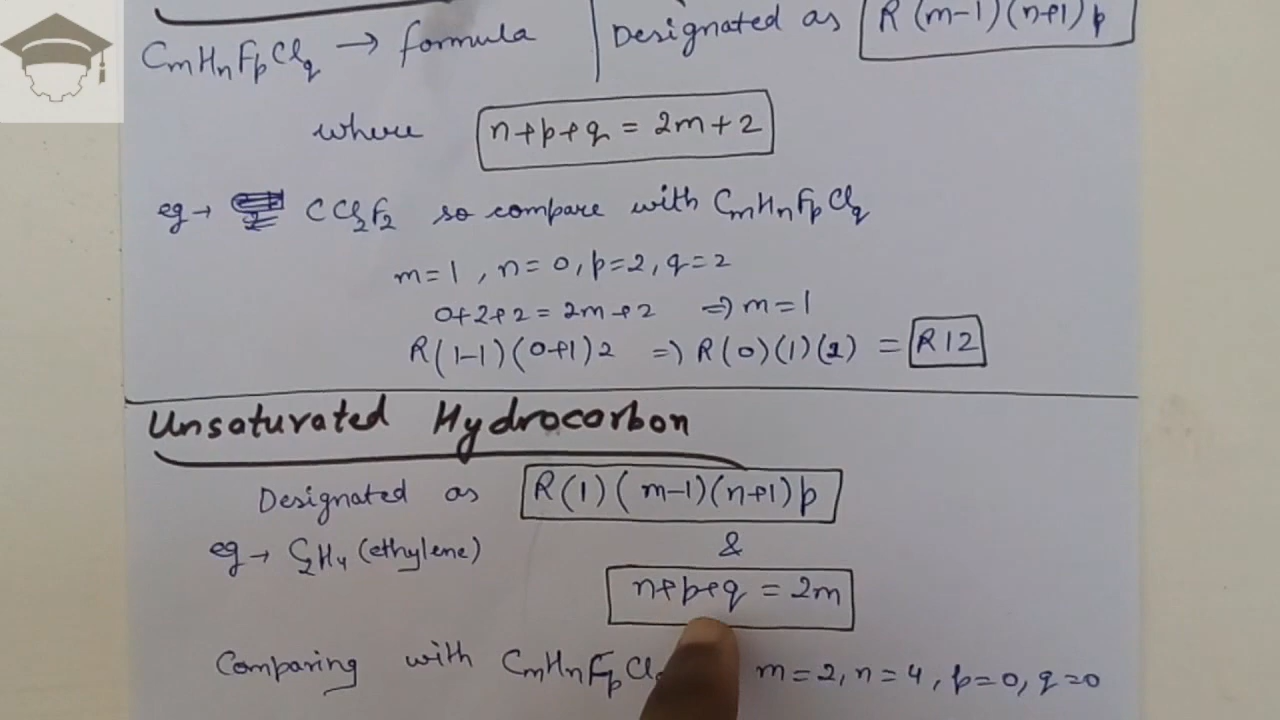 CmHnFpClq → formula | Designated as R(m-1)(n+1)p
where n+p+q = 2m+2
eg → CCl2F2 so compare with CmHnFpClq
m=1, n=0, p=2, q=2
0+2+2 = 2m+2 ⇒ m=1
R(1-1)(0+1)2 ⇒ R(0)(1)(2) = R12
Unsaturated Hydrocarbon
Designated as R(1)(m-1)(n+1)p
eg → C2H4 (ethylene) &
n+p+q = 2m
Comparing with CmHnFpCl m=2, n=4, p=0, q=0